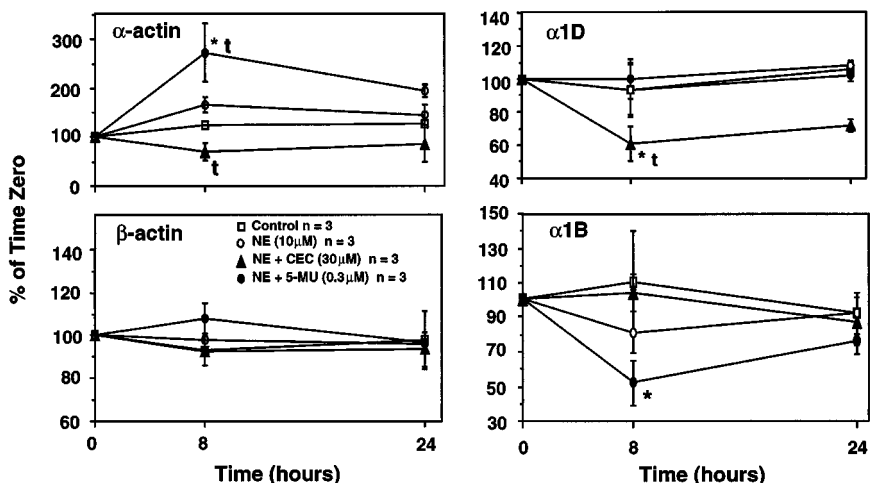 α-actin
* t
t
300
200
100
0
α1D
* t
140
120
100
80
60
40
% of Time Zero
β-actin
Control n = 3
NE (10µM) n = 3
NE + CEC (30µM) n = 3
NE + 5-MU (0.3µM) n = 3
140
120
100
80
60
0
8
24
Time (hours)
α1B
*
150
130
110
90
70
50
30
0
8
24
Time (hours)